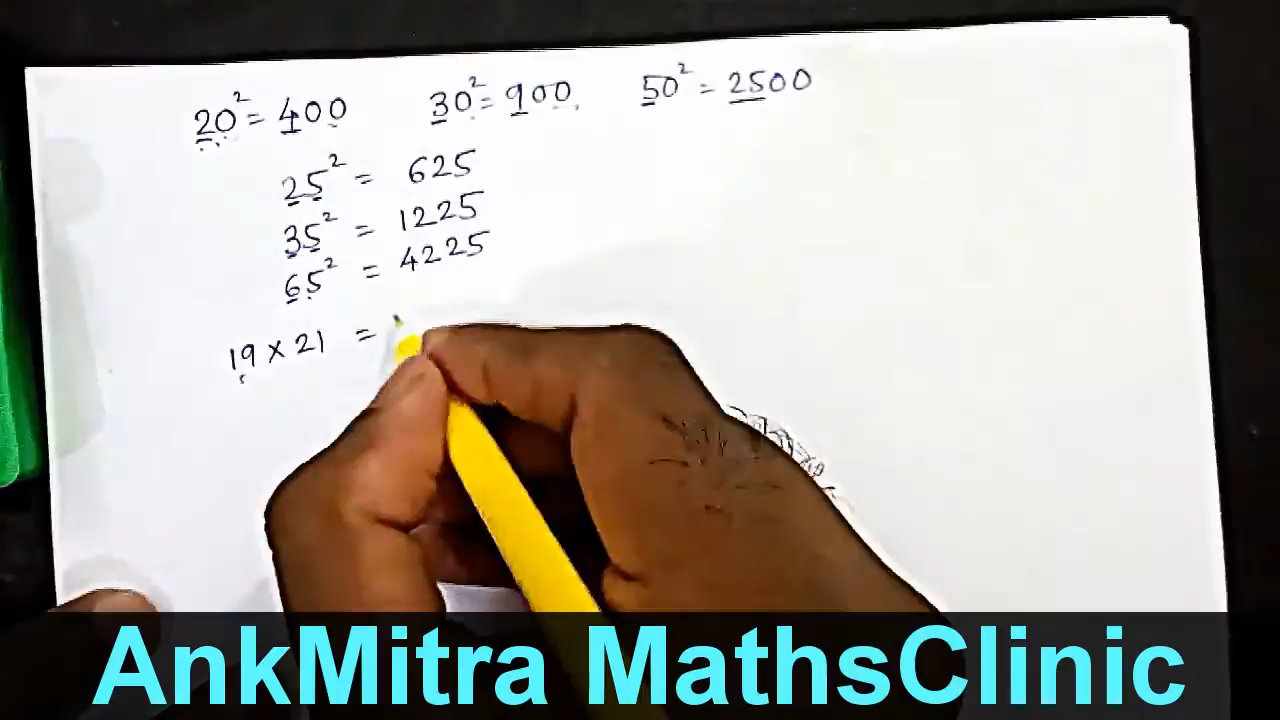 20² = 400 30² = 900 50² = 2500
25² = 625
35² = 1225
65² = 4225
19 × 21 =
AnkMitra MathsClinic